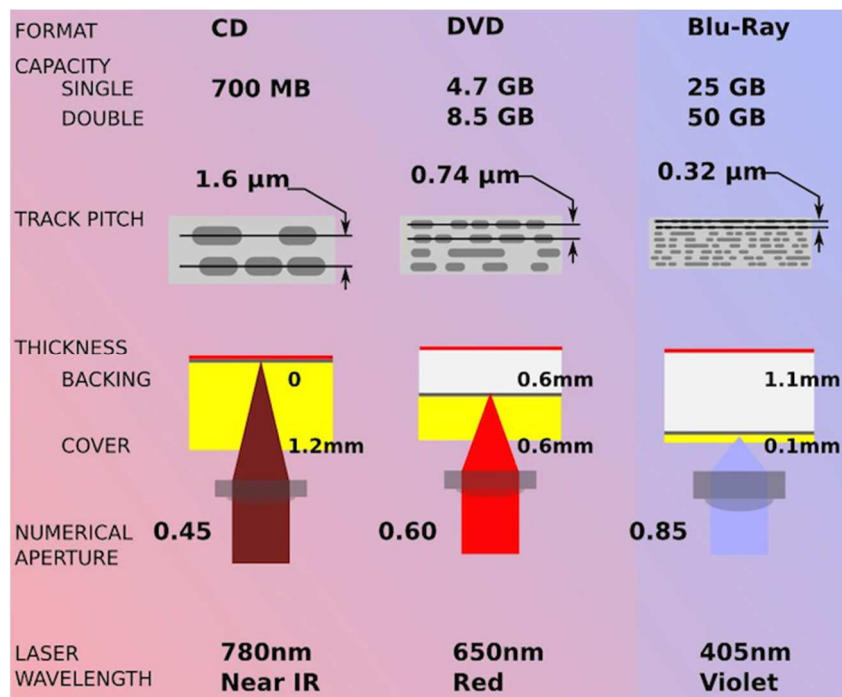 FORMAT CD DVD Blu-Ray
CAPACITY
SINGLE 700 MB 4.7 GB 25 GB
DOUBLE 8.5 GB 50 GB
1.6 µm 0.74 µm 0.32 µm
TRACK PITCH
THICKNESS
BACKING 0 0.6mm 1.1mm
COVER 1.2mm 0.6mm 0.1mm
NUMERICAL 0.45 0.60 0.85
APERTURE
LASER 780nm 650nm 405nm
WAVELENGTH Near IR Red Violet